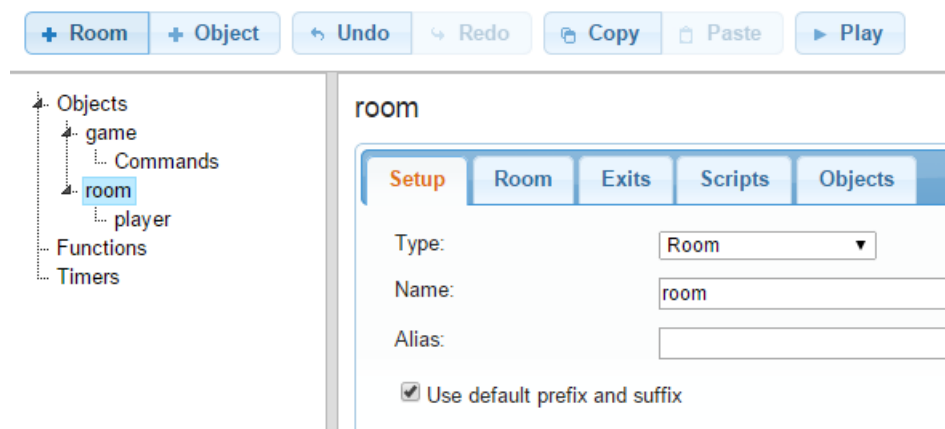 Room Object Undo Redo Copy Paste Play
Objects
game
Commands
room
player
Functions
Timers
room
Setup Room Exits Scripts Objects
Type: Room
Name: room
Alias:
Use default prefix and suffix